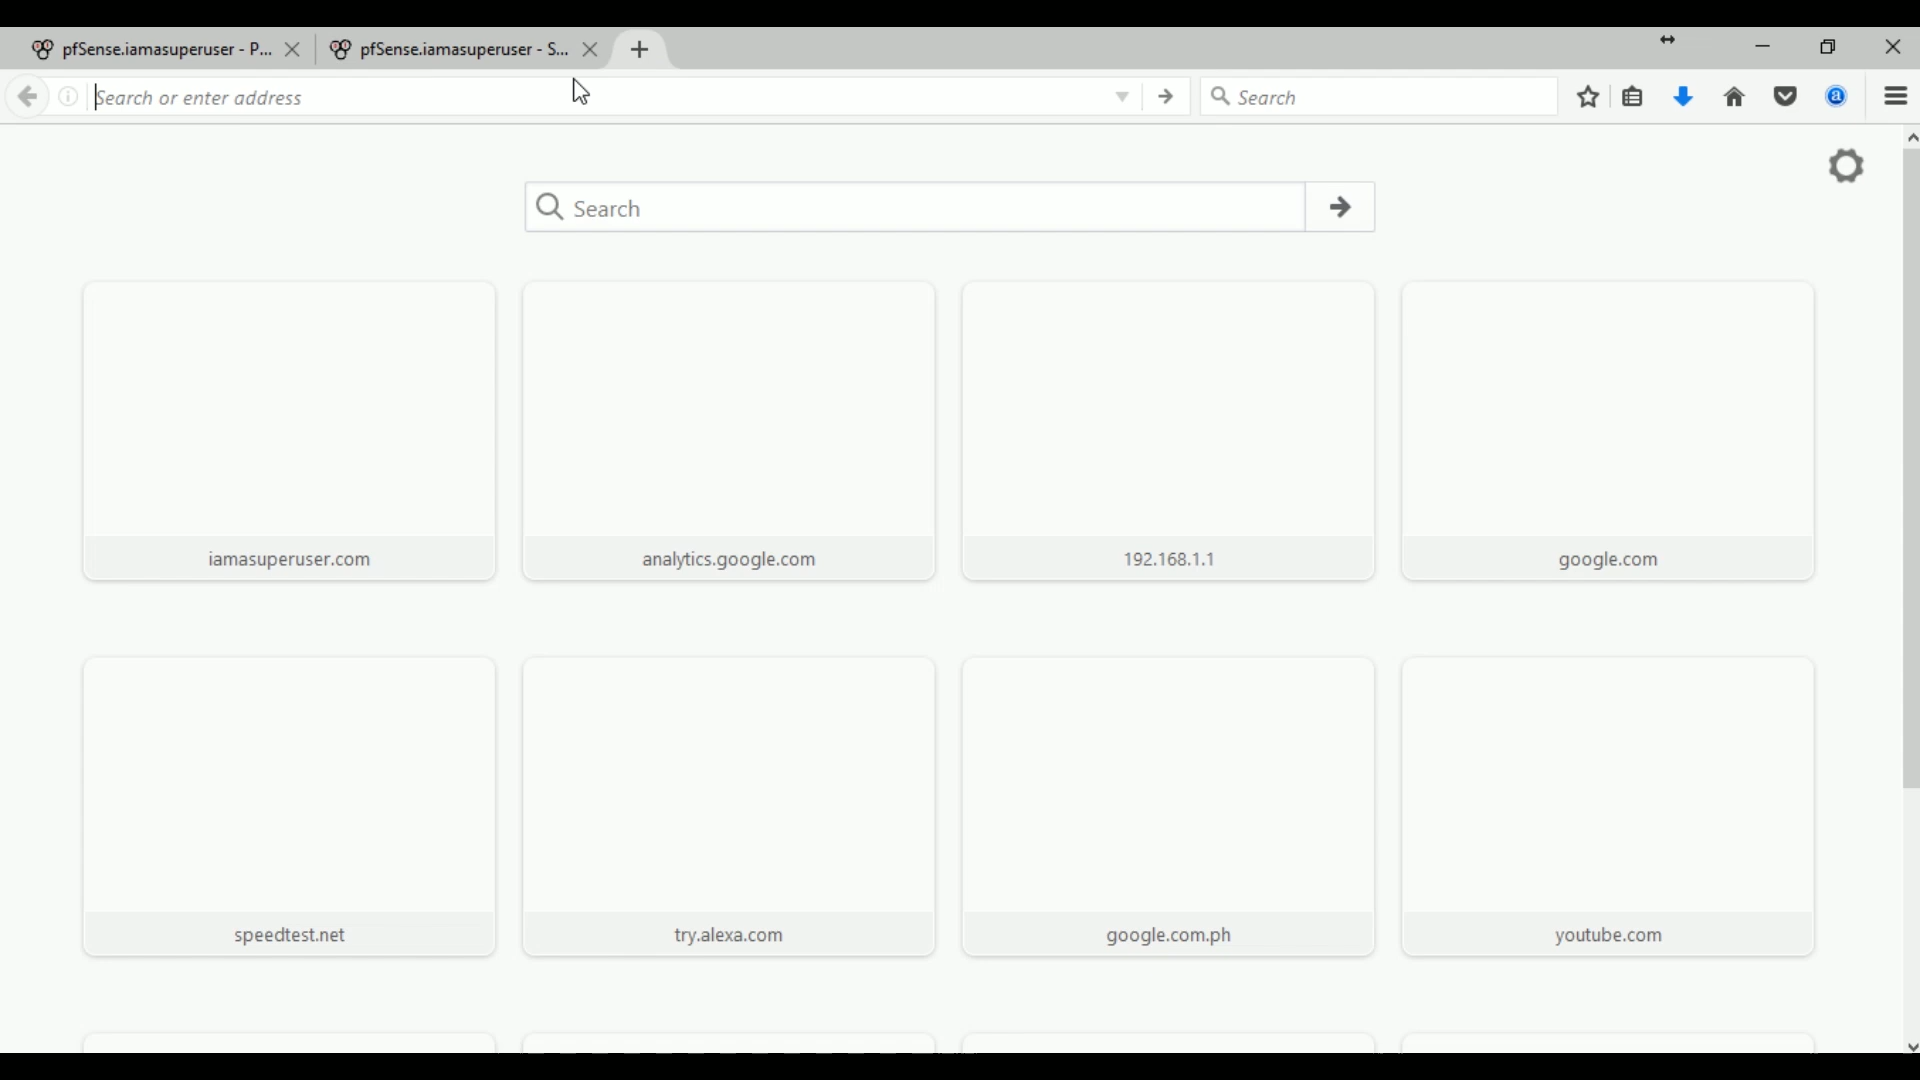 pfSense.iamasuperuser - P...
pfSense.iamasuperuser - S...
Search or enter address
Search
Search
iamasuperuser.com
analytics.google.com
192.168.1.1
google.com
speedtest.net
try.alexa.com
google.com.ph
youtube.com